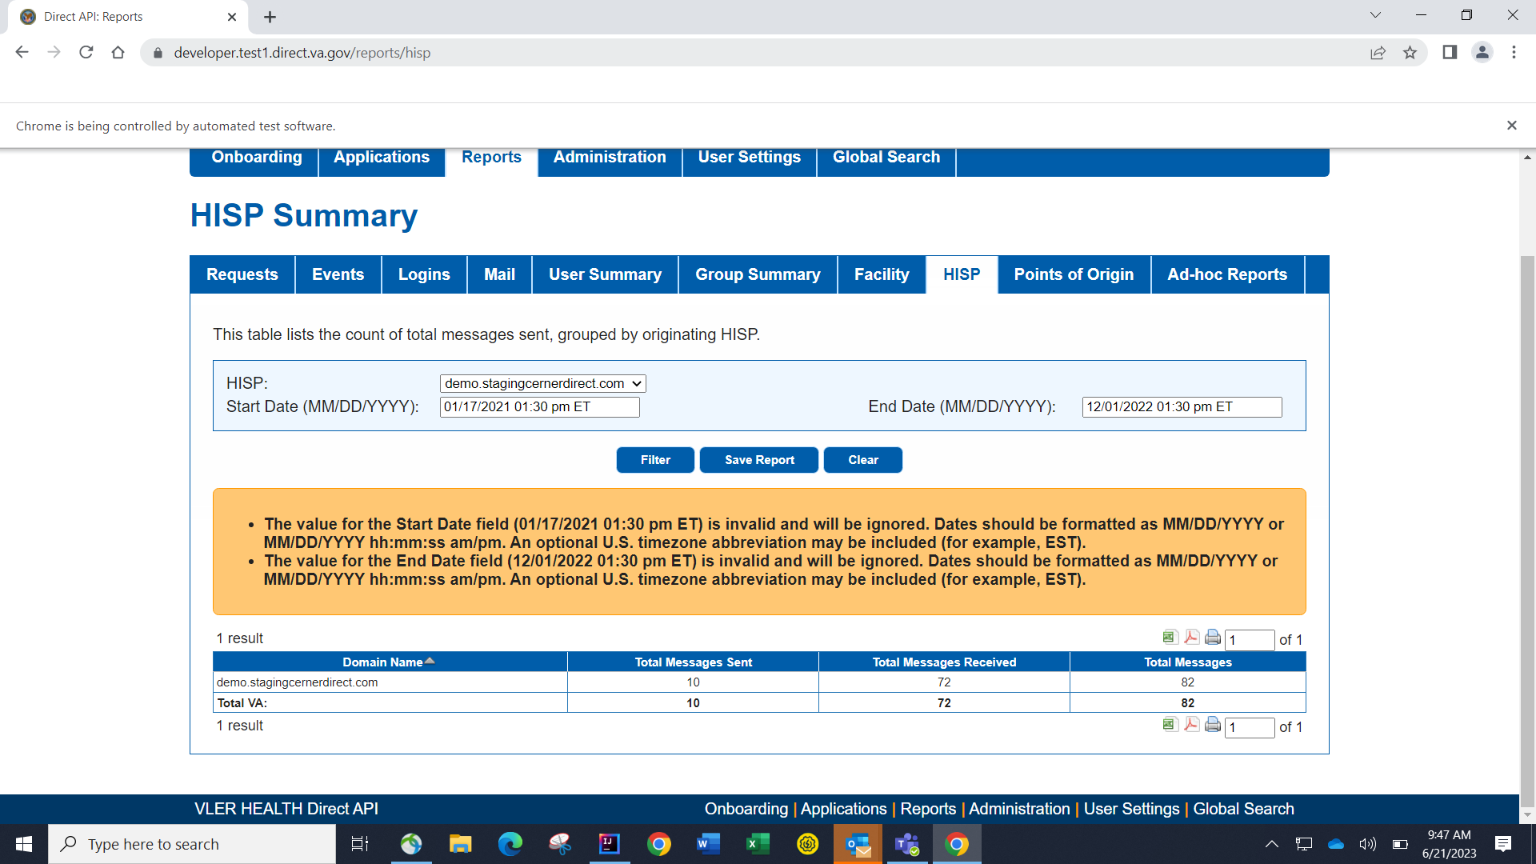 Direct API: Reports
developer.test1.direct.va.gov/reports/hisp
Chrome is being controlled by automated test software.
Onboarding Applications Reports Administration User Settings Global Search
HISP Summary
Requests Events Logins Mail User Summary Group Summary Facility HISP Points of Origin Ad-hoc Reports
This table lists the count of total messages sent, grouped by originating HISP.
HISP: demo.stagingcernerdirect.com
Start Date (MM/DD/YYYY): 01/17/2021 01:30 pm ET End Date (MM/DD/YYYY): 12/01/2022 01:30 pm ET
Filter Save Report Clear
• The value for the Start Date field (01/17/2021 01:30 pm ET) is invalid and will be ignored. Dates should be formatted as MM/DD/YYYY or
MM/DD/YYYY hh:mm:ss am/pm. An optional U.S. timezone abbreviation may be included (for example, EST).
• The value for the End Date field (12/01/2022 01:30 pm ET) is invalid and will be ignored. Dates should be formatted as MM/DD/YYYY or
MM/DD/YYYY hh:mm:ss am/pm. An optional U.S. timezone abbreviation may be included (for example, EST).
1 result 1 of 1
Domain Name Total Messages Sent Total Messages Received Total Messages
demo.stagingcernerdirect.com 10 72 82
Total VA: 10 72 82
1 result 1 of 1
VLER HEALTH Direct API Onboarding | Applications | Reports | Administration | User Settings | Global Search
Type here to search
9:47 AM
6/21/2023